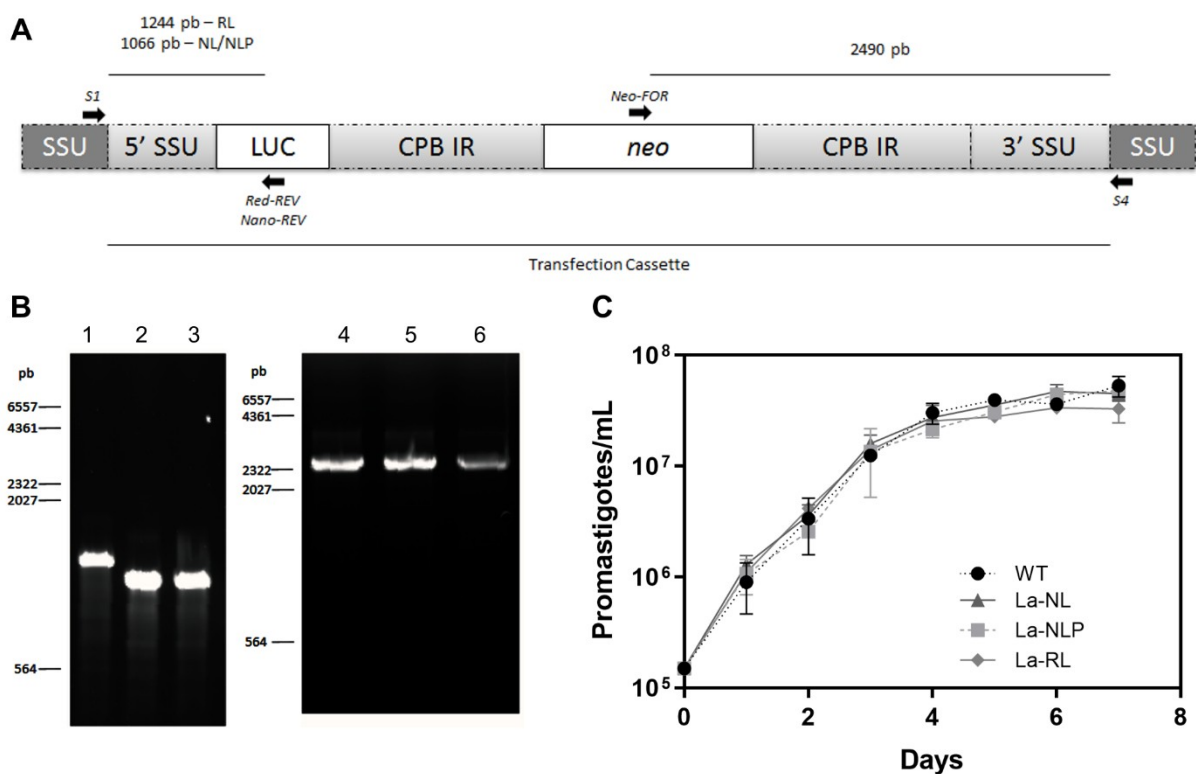 A
1244 pb – RL
1066 pb – NL/NLP
2490 pb
S1
Neo-FOR
SSU
5’ SSU
LUC
CPB IR
neo
CPB IR
3’ SSU
SSU
Red-REV
Nano-REV
S4
Transfection Cassette
B
1 2 3
pb
6557
4361
2322
2027
564
4 5 6
pb
6557
4361
2322
2027
564
C
Promastigotes/mL
10^8
10^7
10^6
10^5
0 2 4 6 8
Days
WT
La-NL
La-NLP
La-RL